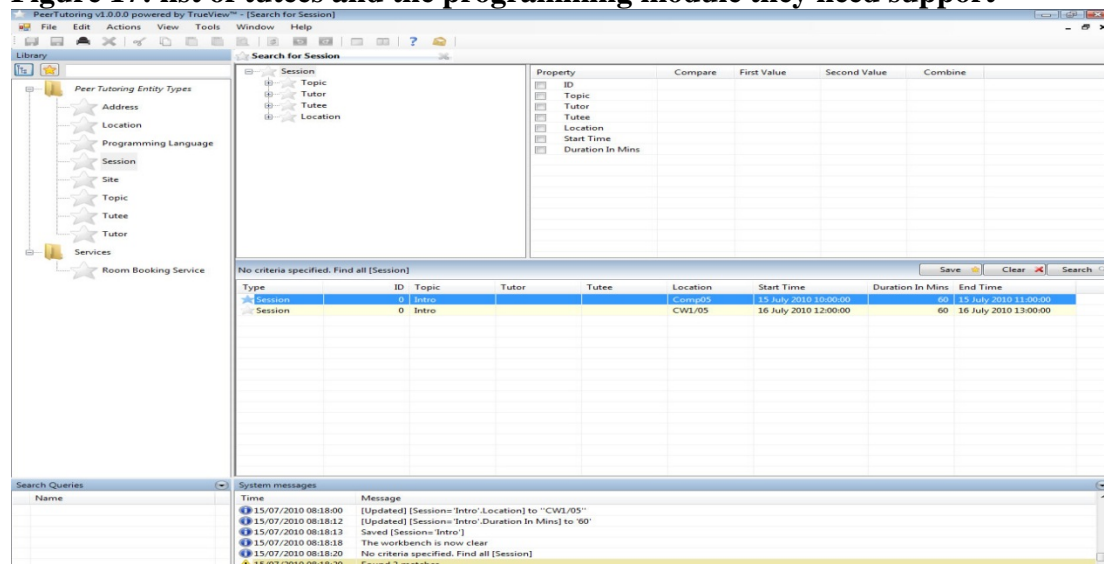 Figure 17: list of tutees and the programming module they need support
PeerTutoring v1.0.0.0 powered by TrueView™ - [Search for Session]
File Edit Actions View Tools Window Help
Library
Search for Session
Peer Tutoring Entity Types
Address
Location
Programming Language
Session
Site
Topic
Tutee
Tutor
Services
Room Booking Service
Session
Topic
Tutor
Tutee
Location
Property Compare First Value Second Value Combine
ID
Topic
Tutor
Tutee
Location
Start Time
Duration In Mins
No criteria specified. Find all [Session]
Save Clear Search
Type ID Topic Tutor Tutee Location Start Time Duration In Mins End Time
Session 0 Intro Comp05 15 July 2010 10:00:00 60 15 July 2010 11:00:00
Session 0 Intro CW1/05 16 July 2010 12:00:00 60 16 July 2010 13:00:00
Search Queries
Name
System messages
Time Message
15/07/2010 08:18:00 [Updated] [Session='Intro'.Location] to "CW1/05"
15/07/2010 08:18:12 [Updated] [Session='Intro'.Duration In Mins] to '60'
15/07/2010 08:18:13 Saved [Session='Intro']
15/07/2010 08:18:18 The workbench is now clear
15/07/2010 08:18:20 No criteria specified. Find all [Session]
15/07/2010 08:18:20 Found 2 matches